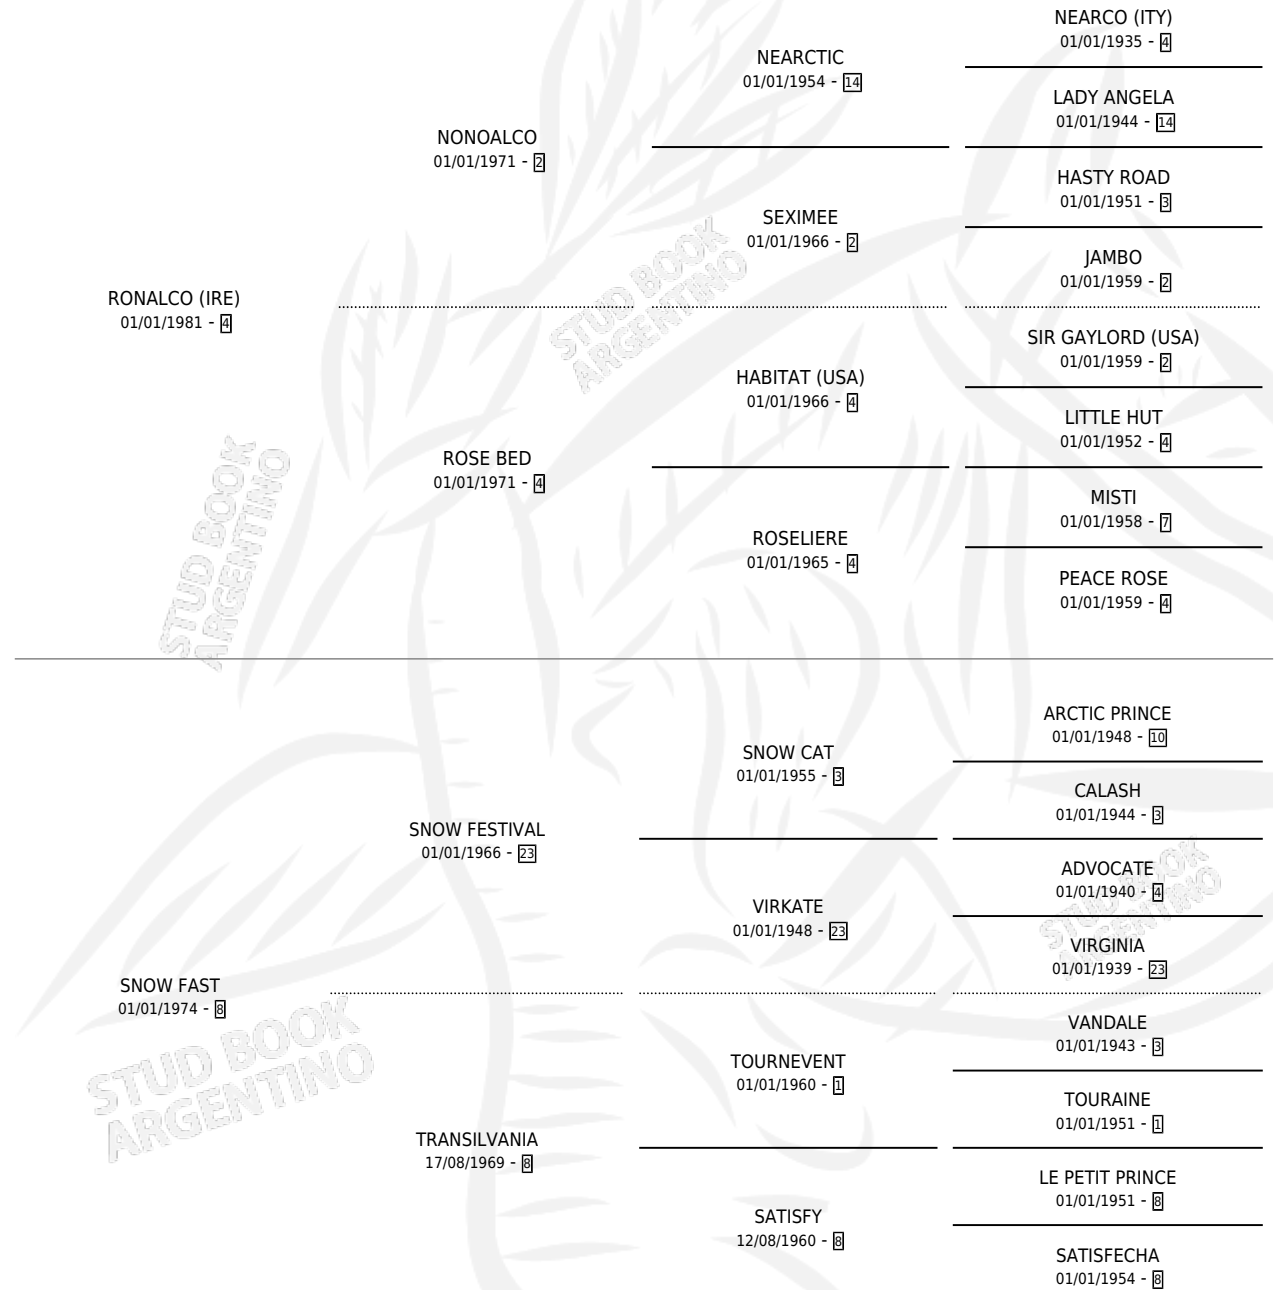 NEARCO (ITY)
01/01/1935 - 4
NEARCTIC
01/01/1954 - 14
LADY ANGELA
01/01/1944 - 14
NONOALCO
01/01/1971 - 2
HASTY ROAD
01/01/1951 - 3
SEXIMEE
01/01/1966 - 2
JAMBO
01/01/1959 - 2
RONALCO (IRE)
01/01/1981 - 4
SIR GAYLORD (USA)
01/01/1959 - 2
HABITAT (USA)
01/01/1966 - 4
LITTLE HUT
01/01/1952 - 4
ROSE BED
01/01/1971 - 4
MISTI
01/01/1958 - 7
ROSELIERE
01/01/1965 - 4
PEACE ROSE
01/01/1959 - 4
ARCTIC PRINCE
01/01/1948 - 10
SNOW CAT
01/01/1955 - 3
CALASH
01/01/1944 - 3
SNOW FESTIVAL
01/01/1966 - 23
ADVOCATE
01/01/1940 - 4
VIRKATE
01/01/1948 - 23
VIRGINIA
01/01/1939 - 23
SNOW FAST
01/01/1974 - 8
VANDALE
01/01/1943 - 3
TOURNEVENT
01/01/1960 - 1
TOURAINE
01/01/1951 - 1
TRANSILVANIA
17/08/1969 - 8
LE PETIT PRINCE
01/01/1951 - 8
SATISFY
12/08/1960 - 8
SATISFECHA
01/01/1954 - 8
STUD BOOK
ARGENTINO
STUD BOOK
ARGENTINO
STUD BOOK
ARGENTINO
STUD BOOK
ARGENTINO